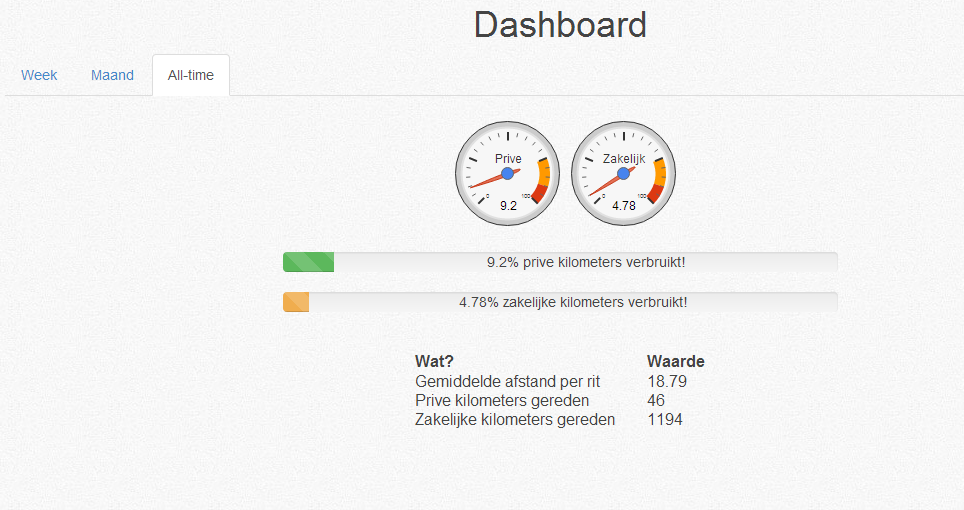 Dashboard
Week Maand All-time
Prive Zakelijk
0 100 0 100
9.2 4.78
9.2% prive kilometers verbruikt!
4.78% zakelijke kilometers verbruikt!
Wat? Waarde
Gemiddelde afstand per rit 18.79
Prive kilometers gereden 46
Zakelijke kilometers gereden 1194